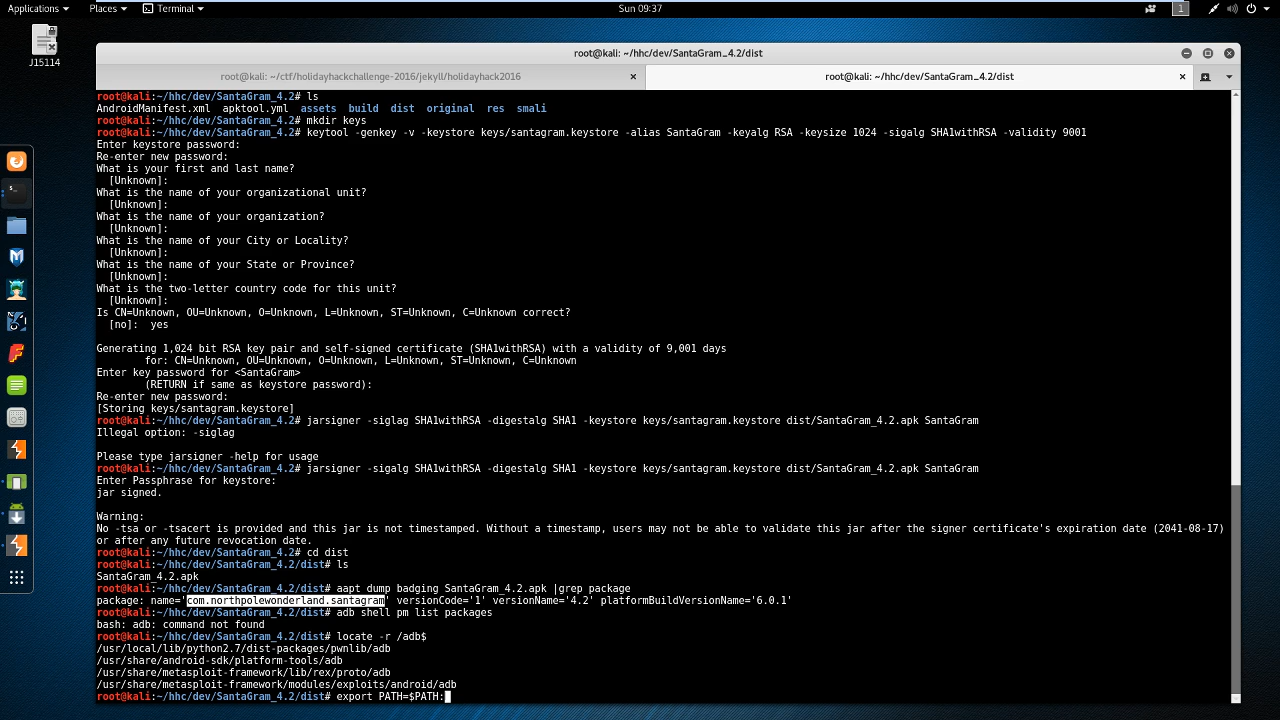 Applications Places Terminal Sun 09:37 1
J15114
root@kali: ~/hhc/dev/SantaGram_4.2/dist
root@kali: ~/ctf/holidayhackchallenge-2016/jekyll/holidayhack2016 root@kali: ~/hhc/dev/SantaGram_4.2/dist
root@kali:~/hhc/dev/SantaGram_4.2# ls
AndroidManifest.xml apktool.yml assets build dist original res smali
root@kali:~/hhc/dev/SantaGram_4.2# mkdir keys
root@kali:~/hhc/dev/SantaGram_4.2# keytool -genkey -v -keystore keys/santagram.keystore -alias SantaGram -keyalg RSA -keysize 1024 -sigalg SHA1withRSA -validity 9001
Enter keystore password:
Re-enter new password:
What is your first and last name?
[Unknown]:
What is the name of your organizational unit?
[Unknown]:
What is the name of your organization?
[Unknown]:
What is the name of your City or Locality?
[Unknown]:
What is the name of your State or Province?
[Unknown]:
What is the two-letter country code for this unit?
[Unknown]:
Is CN=Unknown, OU=Unknown, O=Unknown, L=Unknown, ST=Unknown, C=Unknown correct?
[no]: yes
Generating 1,024 bit RSA key pair and self-signed certificate (SHA1withRSA) with a validity of 9,001 days
for: CN=Unknown, OU=Unknown, O=Unknown, L=Unknown, ST=Unknown, C=Unknown
Enter key password for <SantaGram>
(RETURN if same as keystore password):
Re-enter new password:
[Storing keys/santagram.keystore]
root@kali:~/hhc/dev/SantaGram_4.2# jarsigner -siglag SHA1withRSA -digestalg SHA1 -keystore keys/santagram.keystore dist/SantaGram_4.2.apk SantaGram
Illegal option: -siglag
Please type jarsigner -help for usage
root@kali:~/hhc/dev/SantaGram_4.2# jarsigner -sigalg SHA1withRSA -digestalg SHA1 -keystore keys/santagram.keystore dist/SantaGram_4.2.apk SantaGram
Enter Passphrase for keystore:
jar signed.
Warning:
No -tsa or -tsacert is provided and this jar is not timestamped. Without a timestamp, users may not be able to validate this jar after the signer certificate's expiration date (2041-08-17)
or after any future revocation date.
root@kali:~/hhc/dev/SantaGram_4.2# cd dist
root@kali:~/hhc/dev/SantaGram_4.2/dist# ls
SantaGram_4.2.apk
root@kali:~/hhc/dev/SantaGram_4.2/dist# aapt dump badging SantaGram_4.2.apk |grep package
package: name='com.northpolewonderland.santagram' versionCode='1' versionName='4.2' platformBuildVersionName='6.0.1'
root@kali:~/hhc/dev/SantaGram_4.2/dist# adb shell pm list packages
bash: adb: command not found
root@kali:~/hhc/dev/SantaGram_4.2/dist# locate -r /adb$
/usr/local/lib/python2.7/dist-packages/pwnlib/adb
/usr/share/android-sdk/platform-tools/adb
/usr/share/metasploit-framework/lib/rex/proto/adb
/usr/share/metasploit-framework/modules/exploits/android/adb
root@kali:~/hhc/dev/SantaGram_4.2/dist# export PATH=$PATH: